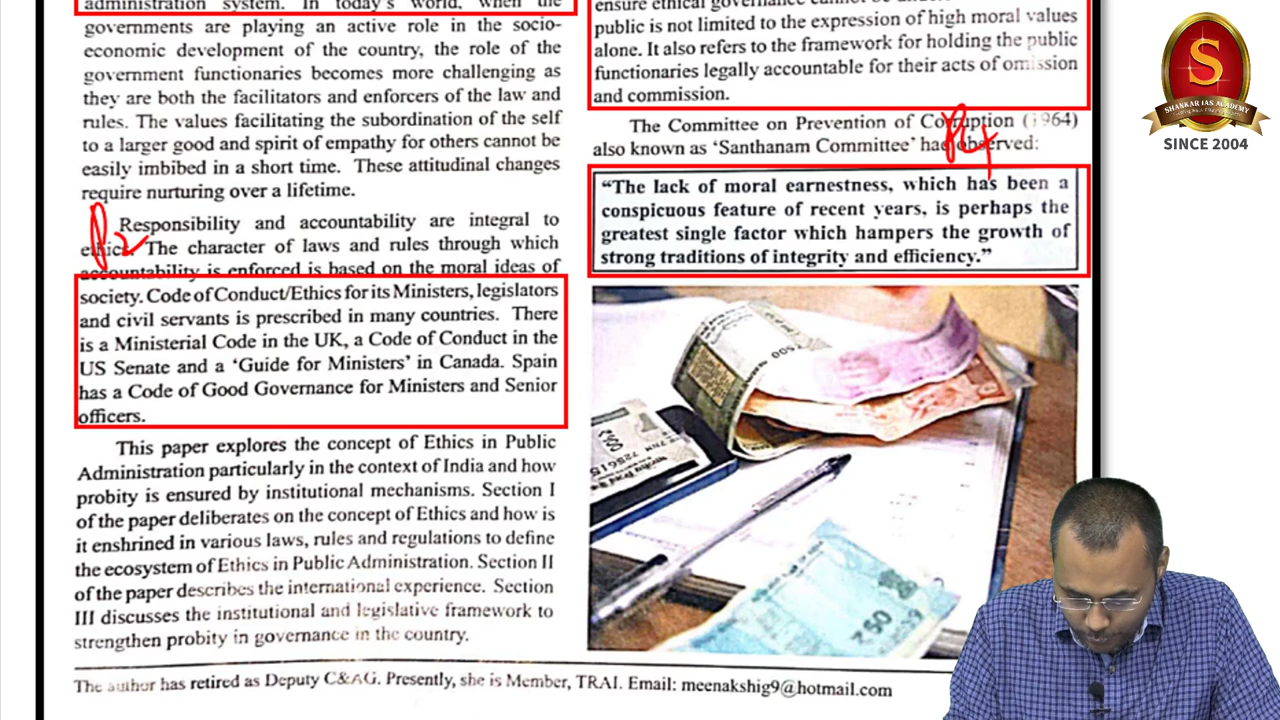 administration system. In today's world, when the
governments are playing an active role in the socio-
economic development of the country, the role of the
government functionaries becomes more challenging as
they are both the facilitators and enforcers of the law and
rules. The values facilitating the subordination of the self
to a larger good and spirit of empathy for others cannot be
easily imbibed in a short time. These attitudinal changes
require nurturing over a lifetime.
Responsibility and accountability are integral to
ethics. The character of laws and rules through which
accountability is enforced is based on the moral ideas of
society. Code of Conduct/Ethics for its Ministers, legislators
and civil servants is prescribed in many countries. There
is a Ministerial Code in the UK, a Code of Conduct in the
US Senate and a 'Guide for Ministers' in Canada. Spain
has a Code of Good Governance for Ministers and Senior
officers.
This paper explores the concept of Ethics in Public
Administration particularly in the context of India and how
probity is ensured by institutional mechanisms. Section I
of the paper deliberates on the concept of Ethics and how is
it enshrined in various laws, rules and regulations to define
the ecosystem of Ethics in Public Administration. Section II
of the paper describes the international experience. Section
III discusses the institutional and legislative framework to
strengthen probity in governance in the country.
ensure ethical governance cannot be
public is not limited to the expression of high moral values
alone. It also refers to the framework for holding the public
functionaries legally accountable for their acts of omission
and commission.
The Committee on Prevention of Corruption (1964)
also known as 'Santhanam Committee' had observed:
"The lack of moral earnestness, which has been a
conspicuous feature of recent years, is perhaps the
greatest single factor which hampers the growth of
strong traditions of integrity and efficiency."
The author has retired as Deputy C&AG. Presently, she is Member, TRAI. Email: meenakshig9@hotmail.com
P2
₹500
₹50
S
SHANKAR IAS ACADEMY
SINCE 2004